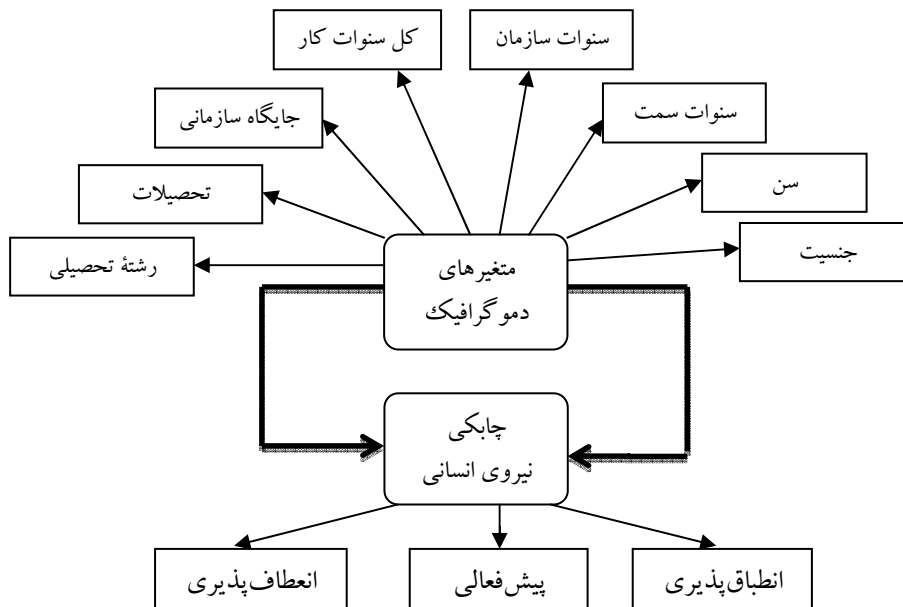 سنوات سازمان
کل سنوات کار
سنوات سمت
جایگاه سازمانی
سن
تحصیلات
جنسیت
رشتۀ تحصیلی
متغیرهای
دموگرافیک
چابکی
نیروی انسانی
انطباق‌پذیری
پیش‌فعالی
انعطاف‌پذیری